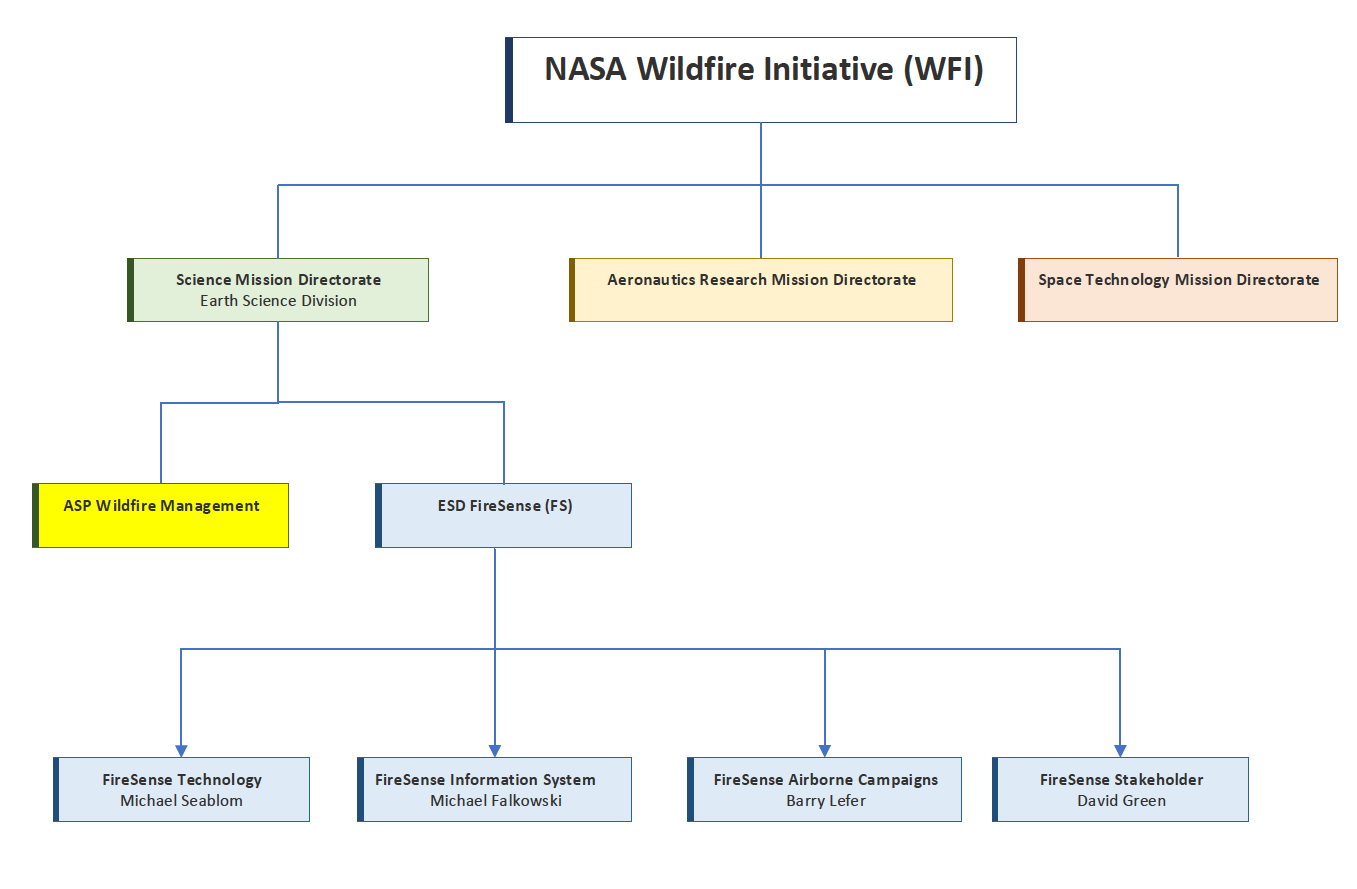 NASA Wildfire Initiative (WFI)
Science Mission Directorate
Earth Science Division
Aeronautics Research Mission Directorate
Space Technology Mission Directorate
ASP Wildfire Management
ESD FireSense (FS)
FireSense Technology
Michael Seablom
FireSense Information System
Michael Falkowski
FireSense Airborne Campaigns
Barry Lefer
FireSense Stakeholder
David Green